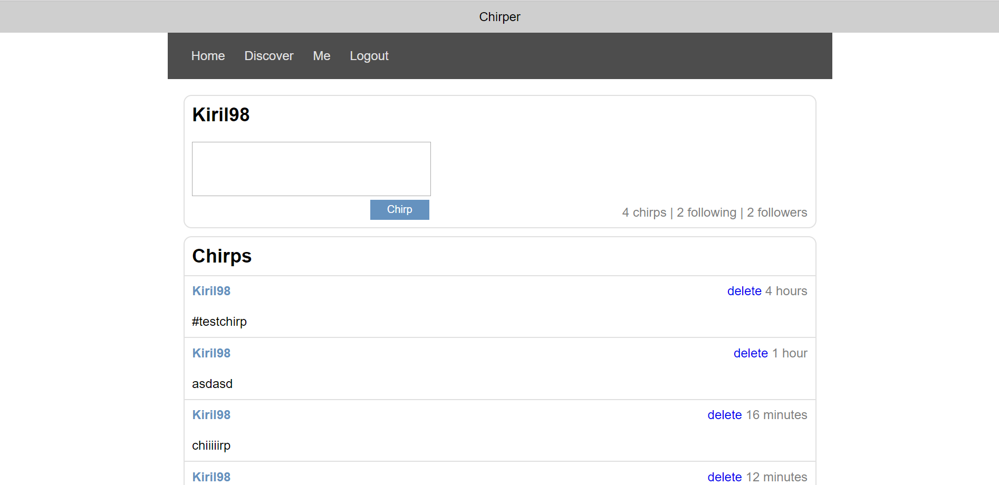 Chirper
Home Discover Me Logout
Kiril98
Chirp
4 chirps | 2 following | 2 followers
Chirps
Kiril98 delete 4 hours
#testchirp
Kiril98 delete 1 hour
asdasd
Kiril98 delete 16 minutes
chiiiiirp
Kiril98 delete 12 minutes